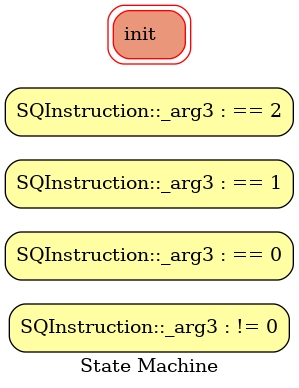 init
SQInstruction::_arg3 : == 2
SQInstruction::_arg3 : == 1
SQInstruction::_arg3 : == 0
SQInstruction::_arg3 : != 0
State Machine